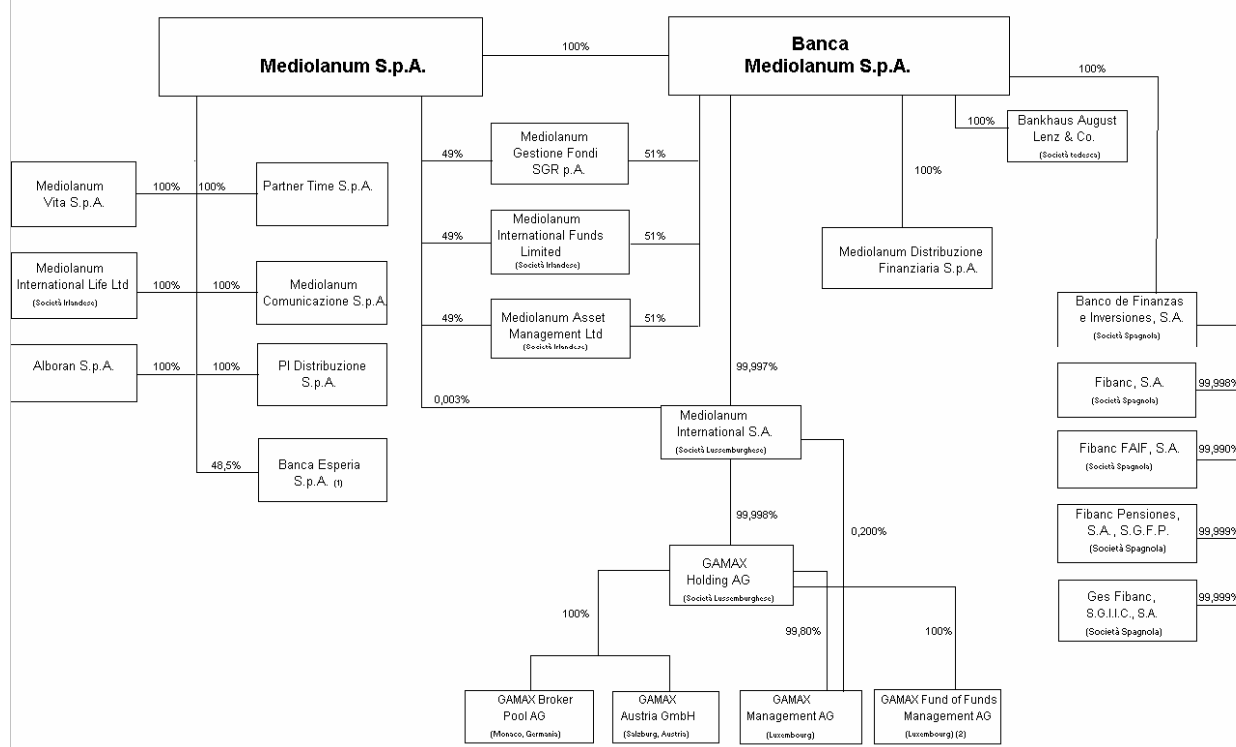 Mediolanum S.p.A.
100%
Banca
Mediolanum S.p.A.
100%
100%
Bankhaus August
Lenz & Co.
(Società tedesca)
Mediolanum
Gestione Fondi
SGR p.A.
49%
51%
100%
Mediolanum
Vita S.p.A.
100%
100%
Partner Time S.p.A.
Mediolanum
International Funds
Limited
(Società Irlandese)
49%
51%
Mediolanum Distribuzione
Finanziaria S.p.A.
Mediolanum
International Life Ltd
(Società Irlandese)
100%
100%
Mediolanum
Comunicazione S.p.A.
Mediolanum Asset
Management Ltd
(Società Irlandese)
49%
51%
Banco de Finanzas
e Inversiones, S.A.
(Società Spagnola)
Alboran S.p.A.
100%
100%
PI Distribuzione
S.p.A.
99,997%
0,003%
Fibanc, S.A.
(Società Spagnola)
99,998%
Mediolanum
International S.A.
(Società Lussemburghese)
48,5%
Banca Esperia
S.p.A. (1)
Fibanc FAIF, S.A.
(Società Spagnola)
99,990%
99,998%
0,200%
Fibanc Pensiones,
S.A., S.G.F.P.
(Società Spagnola)
99,999%
GAMAX
Holding AG
(Società Lussemburghese)
Ges Fibanc,
S.G.I.I.C., S.A.
(Società Spagnola)
99,999%
100%
99,80%
100%
GAMAX Broker
Pool AG
(Monaco, Germania)
GAMAX
Austria GmbH
(Salzburg, Austria)
GAMAX
Management AG
(Luxembourg)
GAMAX Fund of Funds
Management AG
(Luxembourg) (2)